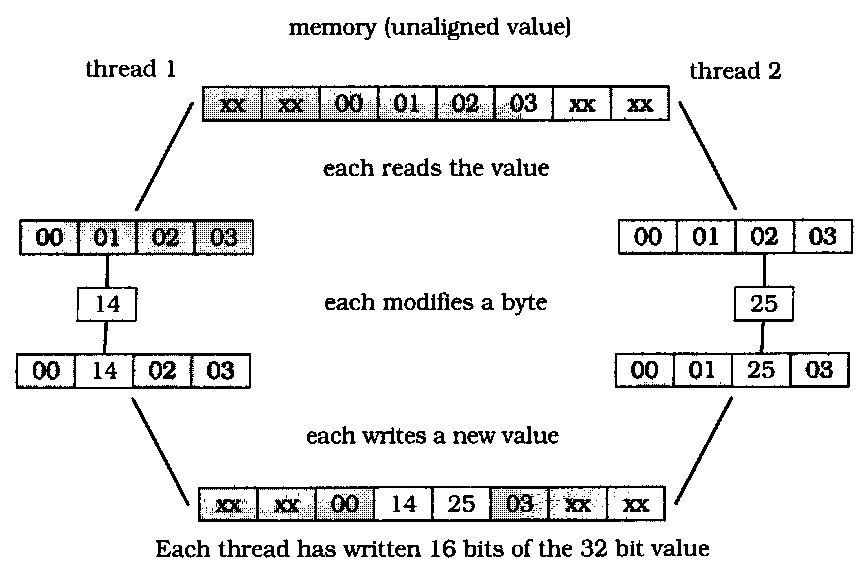 memory (unaligned value)
thread 1
thread 2
xx xx 00 01 02 03 xx xx
each reads the value
00 01 02 03
00 01 02 03
14
each modifies a byte
25
00 14 02 03
00 01 25 03
each writes a new value
xx xx 00 14 25 03 xx xx
Each thread has written 16 bits of the 32 bit value